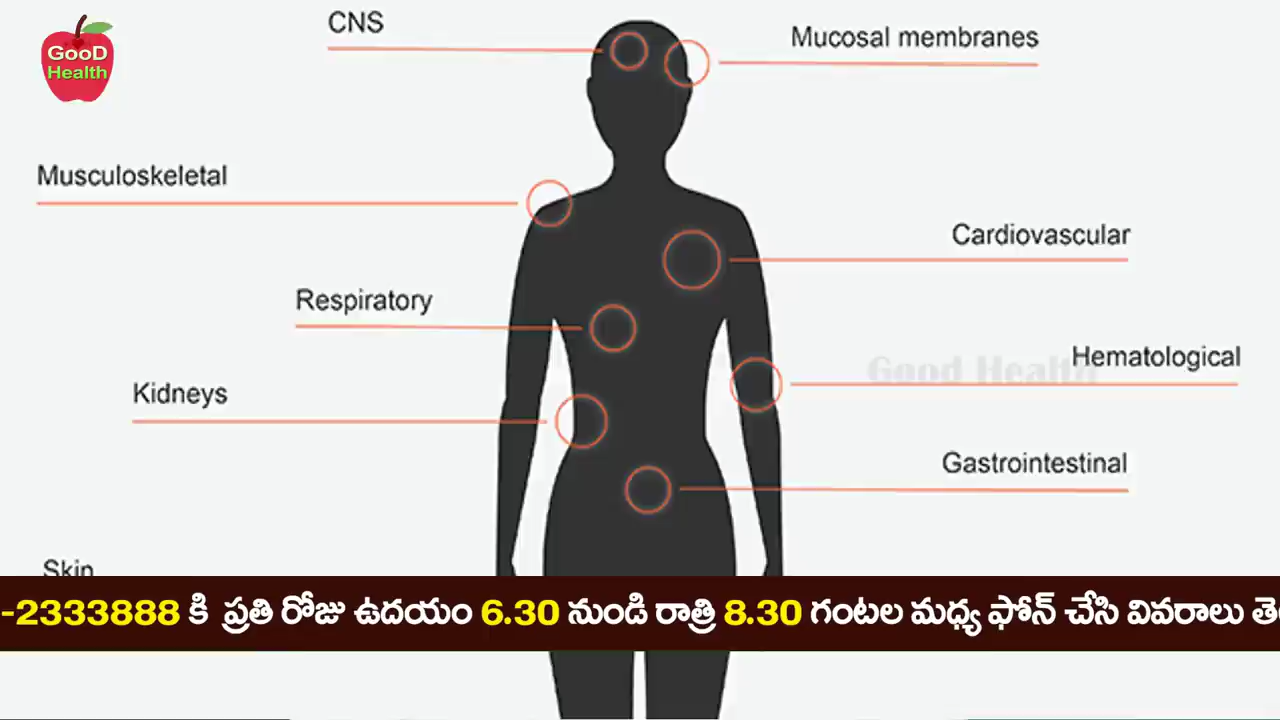 CNS
Mucosal membranes
GooD
Health
Musculoskeletal
Cardiovascular
Respiratory
Hematological
Good Health
Kidneys
Gastrointestinal
Skin
-2333888 కి ప్రతి రోజు ఉదయం 6.30 నుండి రాత్రి 8.30 గంటల మధ్య ఫోన్ చేసి వివరాలు